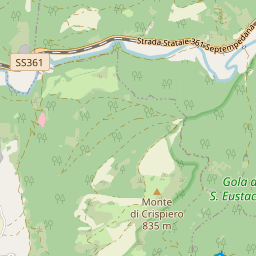 Strada Statale 361 Septempedana
SS361
Gola d
S. Eustac
Monte
di Crispiero
835 m